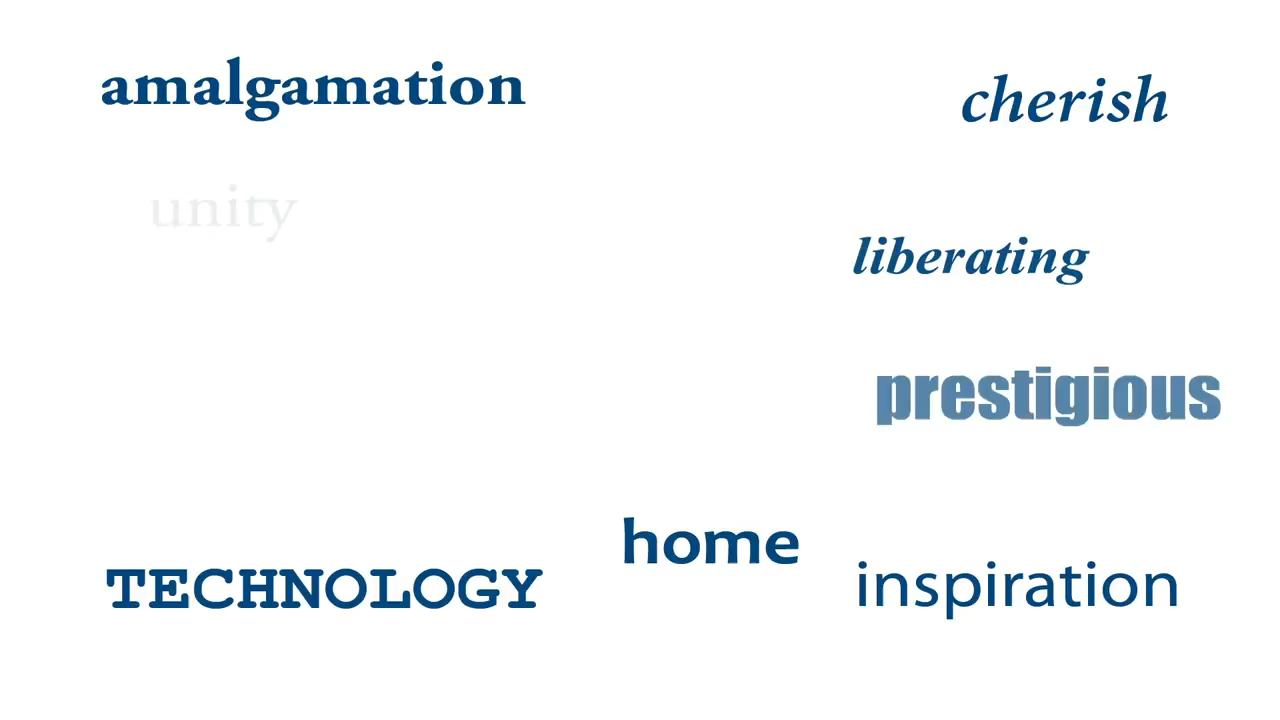 amalgamation
cherish
unity
liberating
prestigious
home
TECHNOLOGY
inspiration